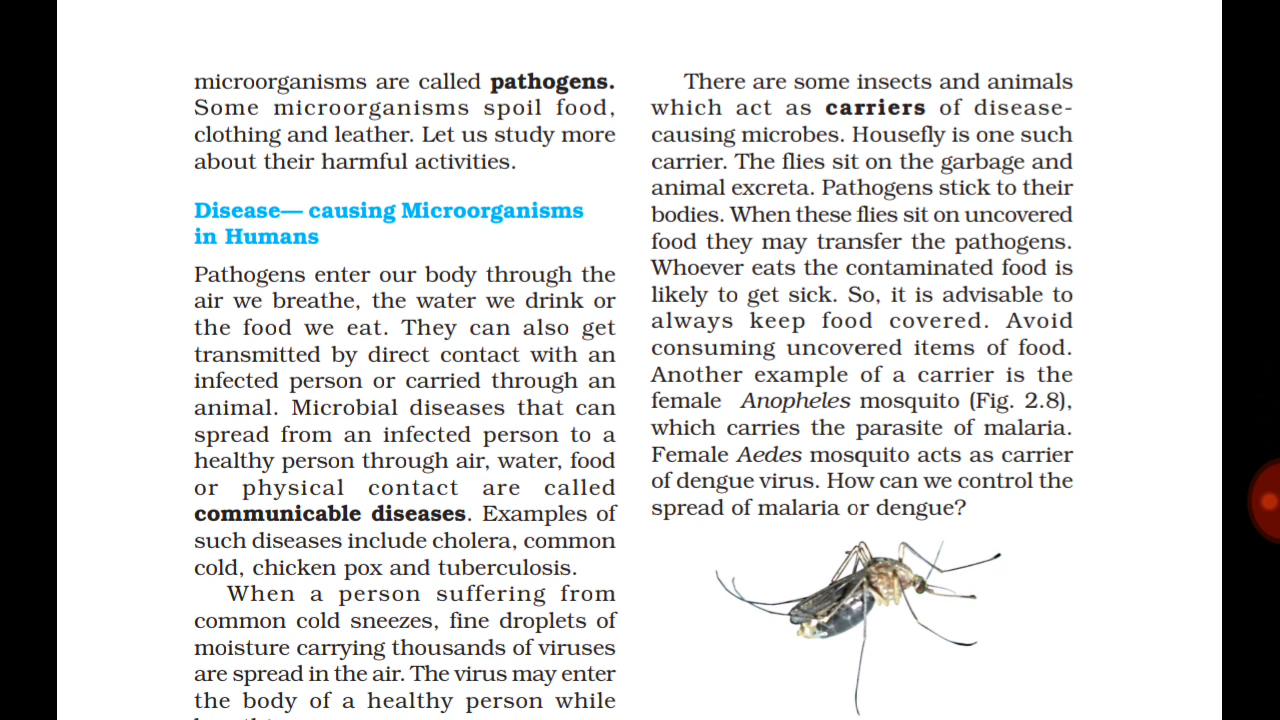 microorganisms are called pathogens.
Some microorganisms spoil food,
clothing and leather. Let us study more
about their harmful activities.
Disease— causing Microorganisms
in Humans
Pathogens enter our body through the
air we breathe, the water we drink or
the food we eat. They can also get
transmitted by direct contact with an
infected person or carried through an
animal. Microbial diseases that can
spread from an infected person to a
healthy person through air, water, food
or physical contact are called
communicable diseases. Examples of
such diseases include cholera, common
cold, chicken pox and tuberculosis.
When a person suffering from
common cold sneezes, fine droplets of
moisture carrying thousands of viruses
are spread in the air. The virus may enter
the body of a healthy person while
There are some insects and animals
which act as carriers of disease-
causing microbes. Housefly is one such
carrier. The flies sit on the garbage and
animal excreta. Pathogens stick to their
bodies. When these flies sit on uncovered
food they may transfer the pathogens.
Whoever eats the contaminated food is
likely to get sick. So, it is advisable to
always keep food covered. Avoid
consuming uncovered items of food.
Another example of a carrier is the
female Anopheles mosquito (Fig. 2.8),
which carries the parasite of malaria.
Female Aedes mosquito acts as carrier
of dengue virus. How can we control the
spread of malaria or dengue?